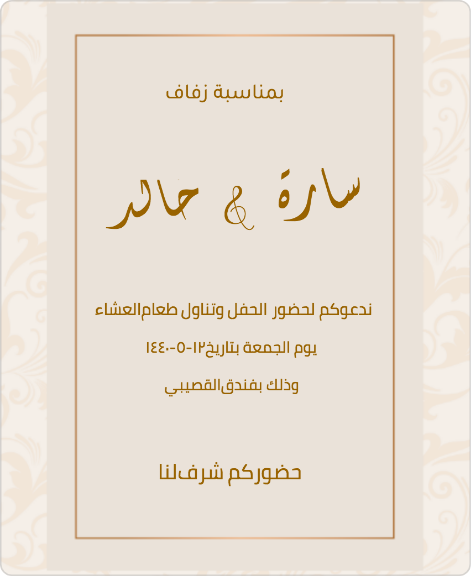 بمناسبة زفاف
سارة & خالد
ندعوكم لحضور الحفل وتناول طعام‌العشاء
يوم الجمعة بتاريخ١٢-٥-١٤٤٠
وذلك بفندق‌القصيبي
حضوركم شرف‌لنا